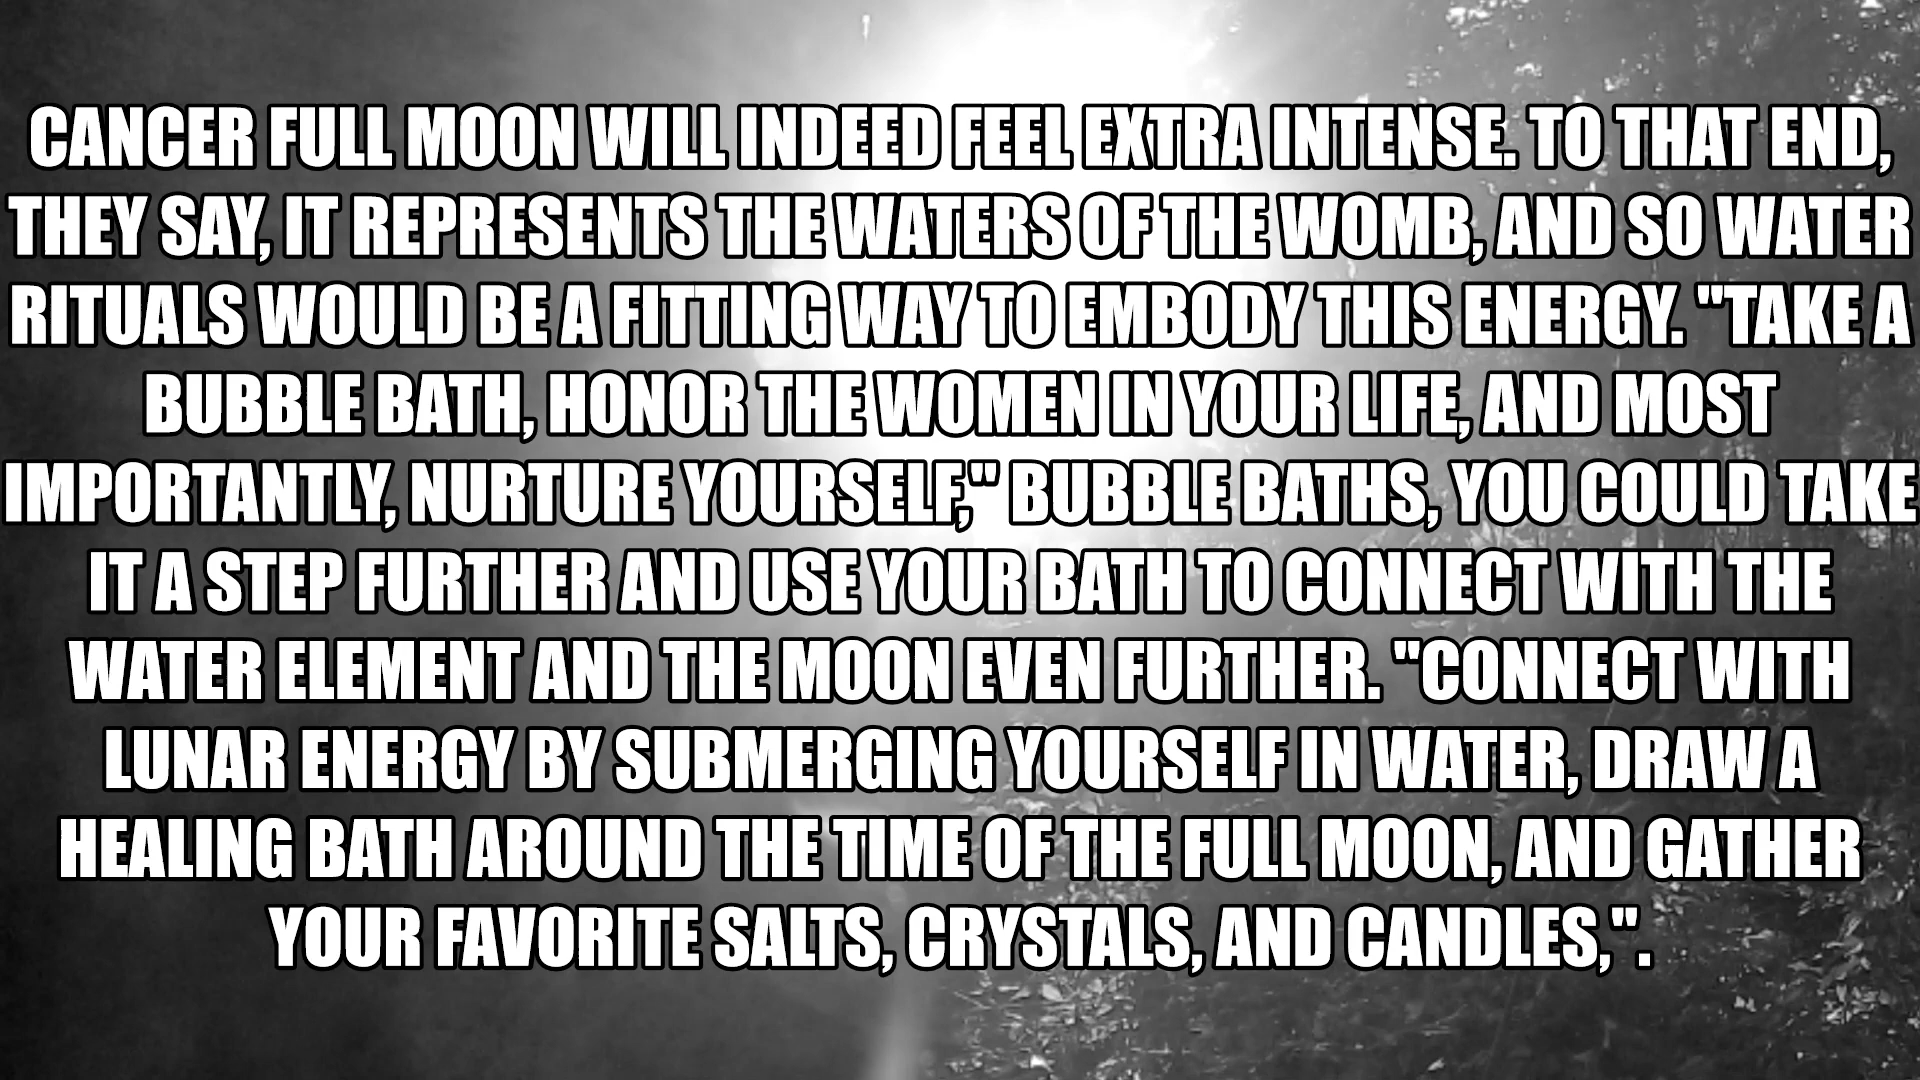 CANCER FULL MOON WILL INDEED FEEL EXTRA INTENSE. TO THAT END,
THEY SAY, IT REPRESENTS THE WATERS OF THE WOMB, AND SO WATER
RITUALS WOULD BE A FITTING WAY TO EMBODY THIS ENERGY. "TAKE A
BUBBLE BATH, HONOR THE WOMEN IN YOUR LIFE, AND MOST
IMPORTANTLY, NURTURE YOURSELF," BUBBLE BATHS, YOU COULD TAKE
IT A STEP FURTHER AND USE YOUR BATH TO CONNECT WITH THE
WATER ELEMENT AND THE MOON EVEN FURTHER. "CONNECT WITH
LUNAR ENERGY BY SUBMERGING YOURSELF IN WATER, DRAW A
HEALING BATH AROUND THE TIME OF THE FULL MOON, AND GATHER
YOUR FAVORITE SALTS, CRYSTALS, AND CANDLES,".